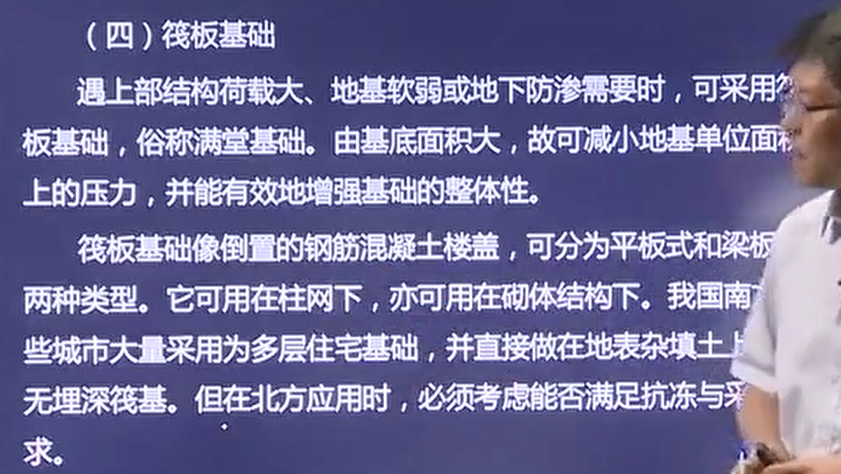 （四）筏板基础
遇上部结构荷载大、地基软弱或地下防渗需要时，可采用
板基础，俗称满堂基础。由基底面积大，故可减小地基单位面
上的压力，并能有效地增强基础的整体性。
筏板基础像倒置的钢筋混凝土楼盖，可分为平板式和梁板
两种类型。它可用在柱网下，亦可用在砌体结构下。我国南
些城市大量采用为多层住宅基础，并直接做在地表杂填土上
无埋深筏基。但在北方应用时，必须考虑能否满足抗冻与采
求。